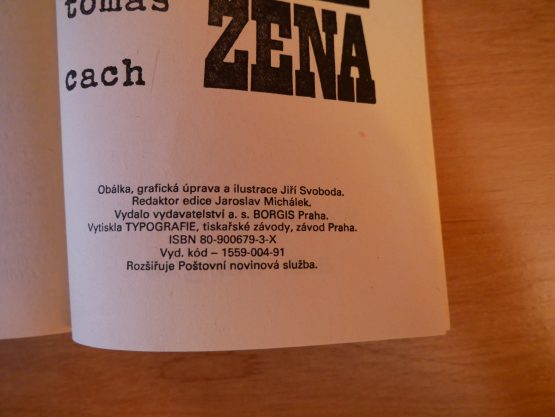 tomáš
cach
ZENA
Obálka, grafická úprava a ilustrace Jiří Svoboda.
Redaktor edice Jaroslav Michálek.
Vydalo vydavatelství a. s. BORGIS Praha.
Vytiskla TYPOGRAFIE, tiskařské závody, závod Praha.
ISBN 80-900679-3-X
Vyd. kód – 1559-004-91
Rozšiřuje Poštovní novinová služba.